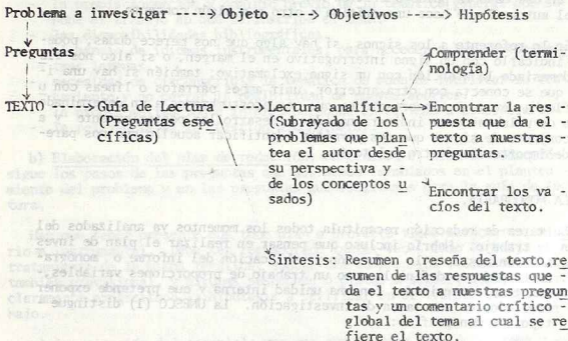 Problema a investigar -----> Objeto -----> Objetivos -----> Hipótesis
Preguntas
Comprender (termi-
nología)
TEXTO ----> Guía de Lectura -----> Lectura analítica -> Encontrar la res-
(Preguntas espe (Subrayado de los puesta que da el -
cíficas) problemas que plan texto a nuestras -
tea el autor desde preguntas.
su perspectiva y -
de los conceptos u Encontrar los va -
sados) cíos del texto.
Síntesis: Resumen o reseña del texto,re
sumen de las respuestas que -
da el texto a nuestras pregun
tas y un comentario crítico -
global del tema al cual se re
fiere el texto.